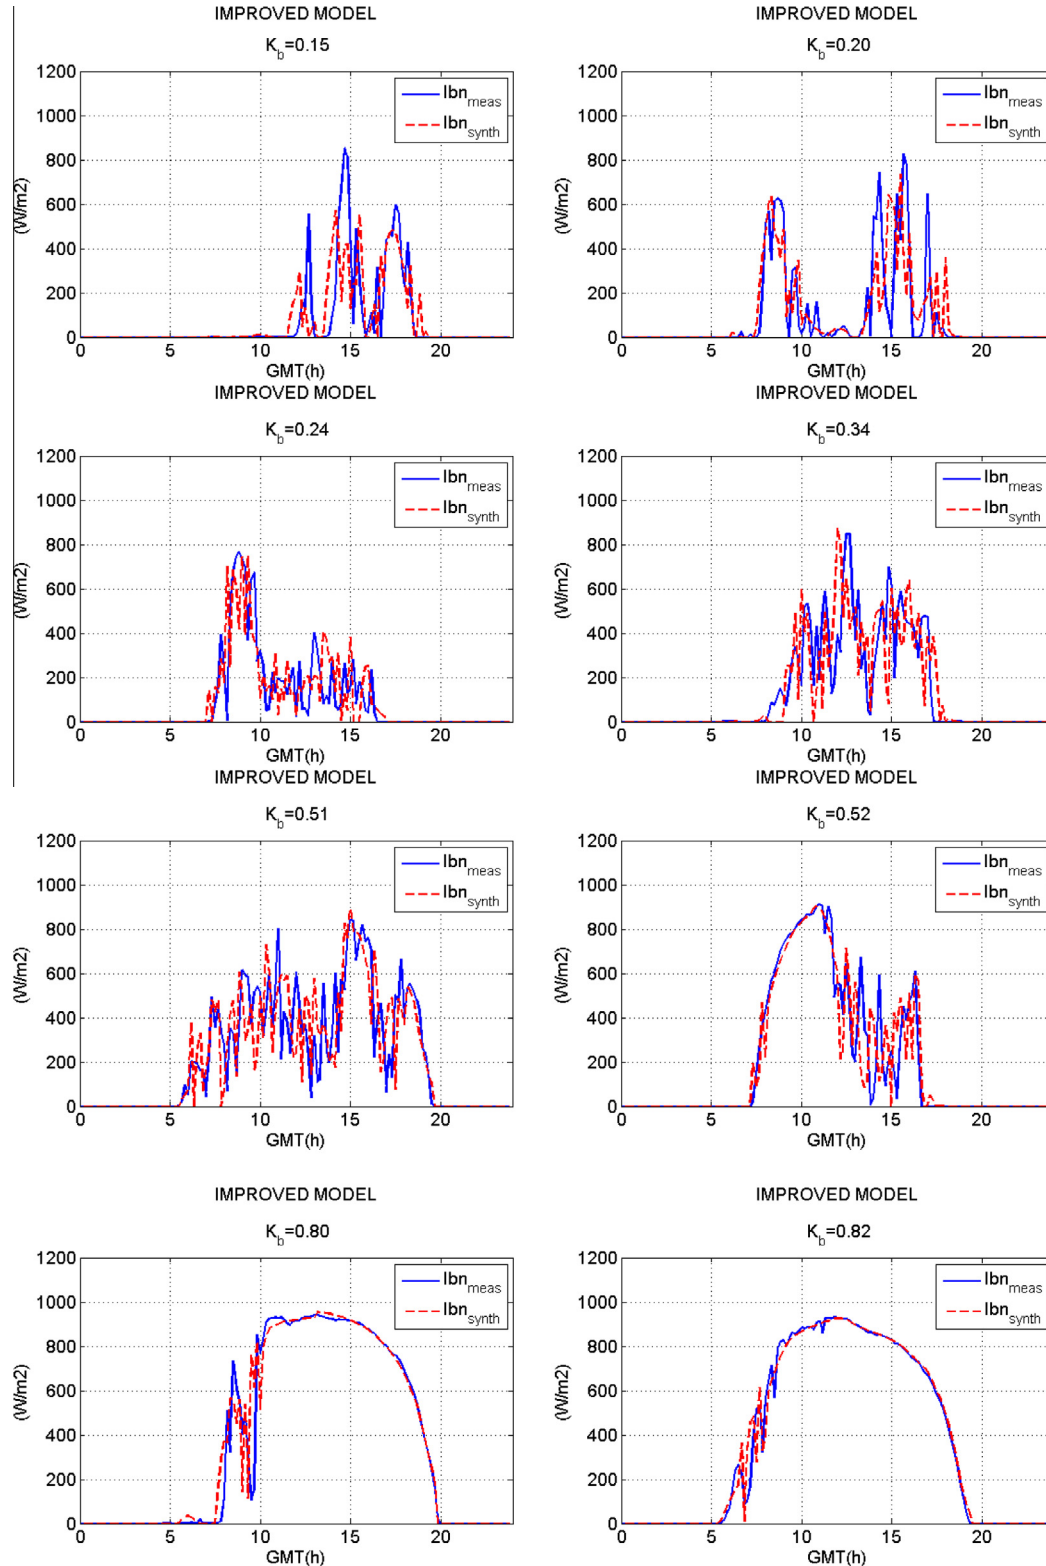 IMPROVED MODEL
K_b=0.15
1200
1000
800
600
400
200
0
(W/m2)
0 5 10 15 20
GMT(h)
Ibn_meas
Ibn_synth
IMPROVED MODEL
K_b=0.20
1200
1000
800
600
400
200
0
(W/m2)
0 5 10 15 20
GMT(h)
Ibn_meas
Ibn_synth
IMPROVED MODEL
K_b=0.24
1200
1000
800
600
400
200
0
(W/m2)
0 5 10 15 20
GMT(h)
Ibn_meas
Ibn_synth
IMPROVED MODEL
K_b=0.34
1200
1000
800
600
400
200
0
(W/m2)
0 5 10 15 20
GMT(h)
Ibn_meas
Ibn_synth
IMPROVED MODEL
K_b=0.51
1200
1000
800
600
400
200
0
(W/m2)
0 5 10 15 20
GMT(h)
Ibn_meas
Ibn_synth
IMPROVED MODEL
K_b=0.52
1200
1000
800
600
400
200
0
(W/m2)
0 5 10 15 20
GMT(h)
Ibn_meas
Ibn_synth
IMPROVED MODEL
K_b=0.80
1200
1000
800
600
400
200
0
(W/m2)
0 5 10 15 20
GMT(h)
Ibn_meas
Ibn_synth
IMPROVED MODEL
K_b=0.82
1200
1000
800
600
400
200
0
(W/m2)
0 5 10 15 20
GMT(h)
Ibn_meas
Ibn_synth